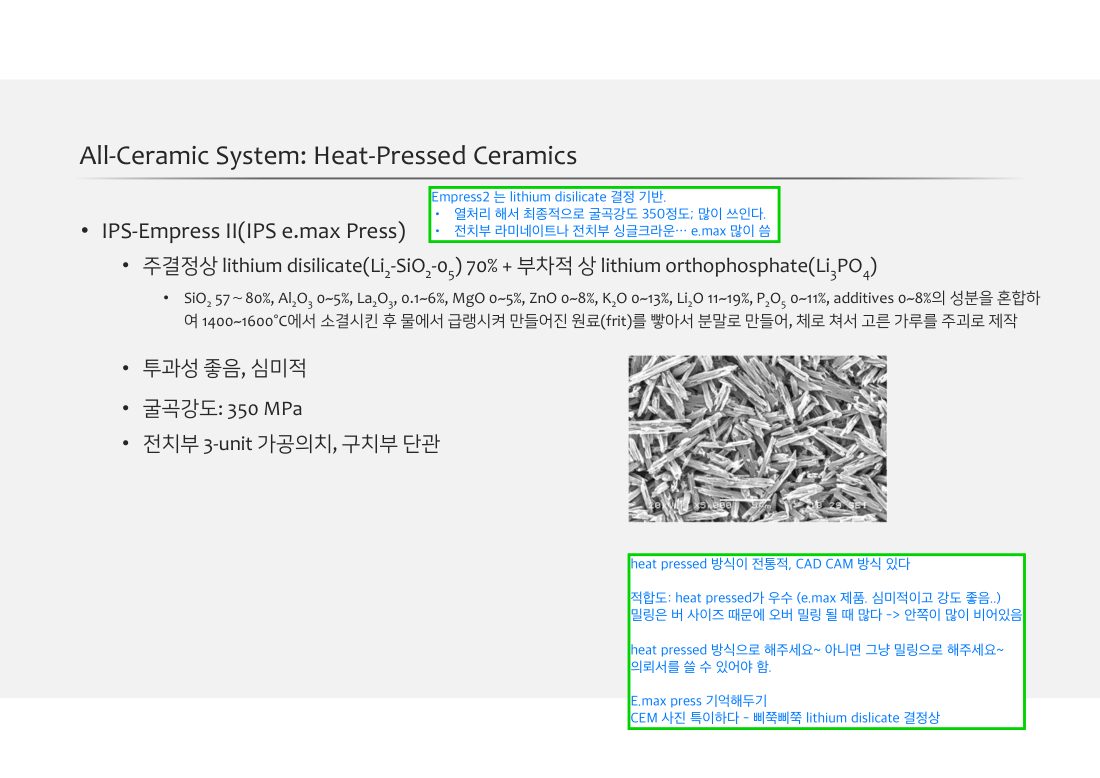 All-Ceramic System: Heat-Pressed Ceramics
Empress2 는 lithium disilicate 결정 기반.
• 열처리 해서 최종적으로 굴곡강도 350정도; 많이 쓰인다.
• 전치부 라미네이트나 전치부 싱글크라운… e.max 많이 씀
• IPS-Empress II(IPS e.max Press)
• 주결정상 lithium disilicate(Li2-SiO2-05) 70% + 부차적 상 lithium orthophosphate(Li3PO4)
• SiO2 57～80%, Al2O3 0~5%, La2O3, 0.1~6%, MgO 0~5%, ZnO 0~8%, K2O 0~13%, Li2O 11~19%, P2O5 0~11%, additives 0~8%의 성분을 혼합하
여 1400~1600°C에서 소결시킨 후 물에서 급랭시켜 만들어진 원료(frit)를 빻아서 분말로 만들어, 체로 쳐서 고른 가루를 주괴로 제작
• 투과성 좋음, 심미적
• 굴곡강도: 350 MPa
• 전치부 3-unit 가공의치, 구치부 단관
heat pressed 방식이 전통적, CAD CAM 방식 있다
적합도: heat pressed가 우수 (e.max 제품. 심미적이고 강도 좋음..)
밀링은 버 사이즈 때문에 오버 밀링 될 때 많다 -> 안쪽이 많이 비어있음
heat pressed 방식으로 해주세요~ 아니면 그냥 밀링으로 해주세요~
의뢰서를 쓸 수 있어야 함.
E.max press 기억해두기
CEM 사진 특이하다 - 삐쭉삐쭉 lithium dislicate 결정상